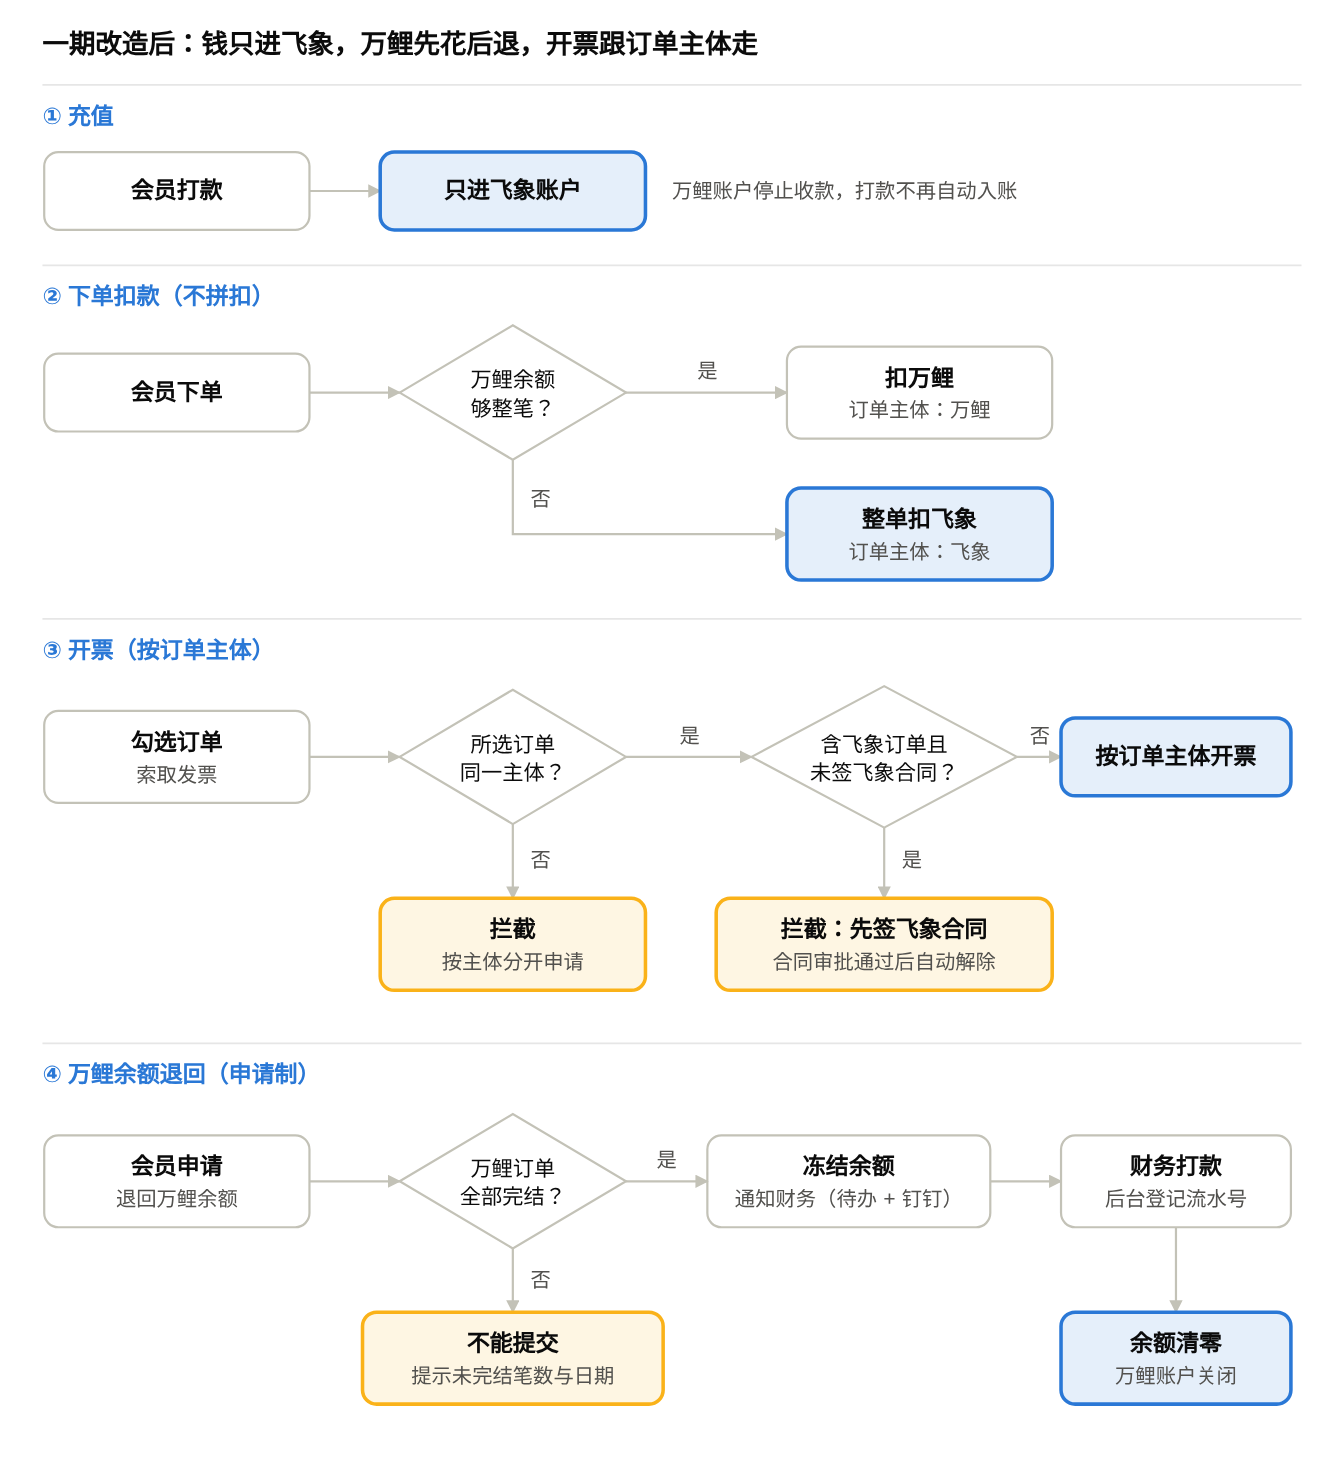 一期改造后：钱只进飞象，万鲤先花后退，开票跟订单主体走
① 充值
会员打款
只进飞象账户
万鲤账户停止收款，打款不再自动入账
② 下单扣款（不拼扣）
会员下单
万鲤余额
够整笔？
是
扣万鲤
订单主体：万鲤
否
整单扣飞象
订单主体：飞象
③ 开票（按订单主体）
勾选订单
索取发票
所选订单
同一主体？
是
含飞象订单且
未签飞象合同？
否
按订单主体开票
否
是
拦截
按主体分开申请
拦截：先签飞象合同
合同审批通过后自动解除
④ 万鲤余额退回（申请制）
会员申请
退回万鲤余额
万鲤订单
全部完结？
是
冻结余额
通知财务（待办 + 钉钉）
财务打款
后台登记流水号
否
不能提交
提示未完结笔数与日期
余额清零
万鲤账户关闭